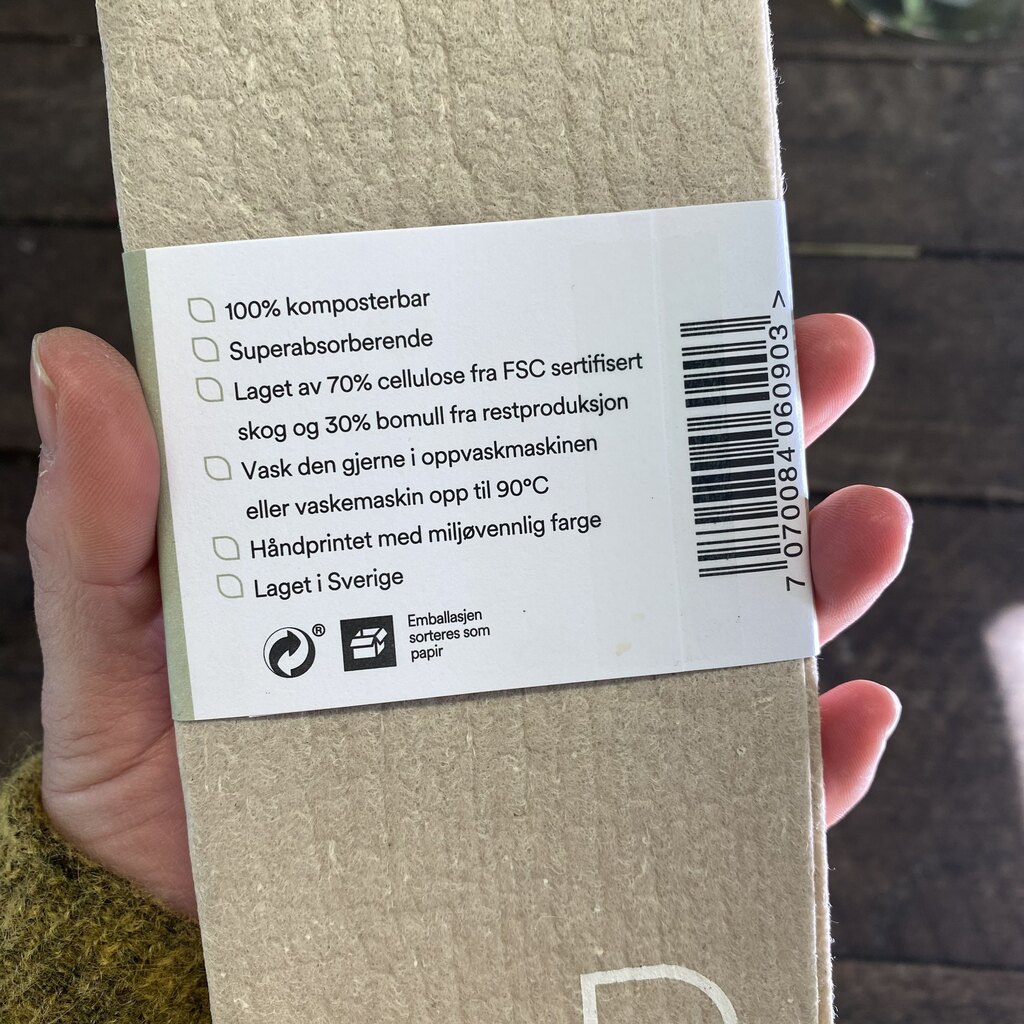 100% komposterbar
Superabsorberende
Laget av 70% cellulose fra FSC sertifisert
skog og 30% bomull fra restproduksjon
Vask den gjerne i oppvaskmaskinen
eller vaskemaskin opp til 90°C
Håndprintet med miljøvennlig farge
Laget i Sverige
®
Emballasjen
sorteres som
papir
7 070084 060903 >